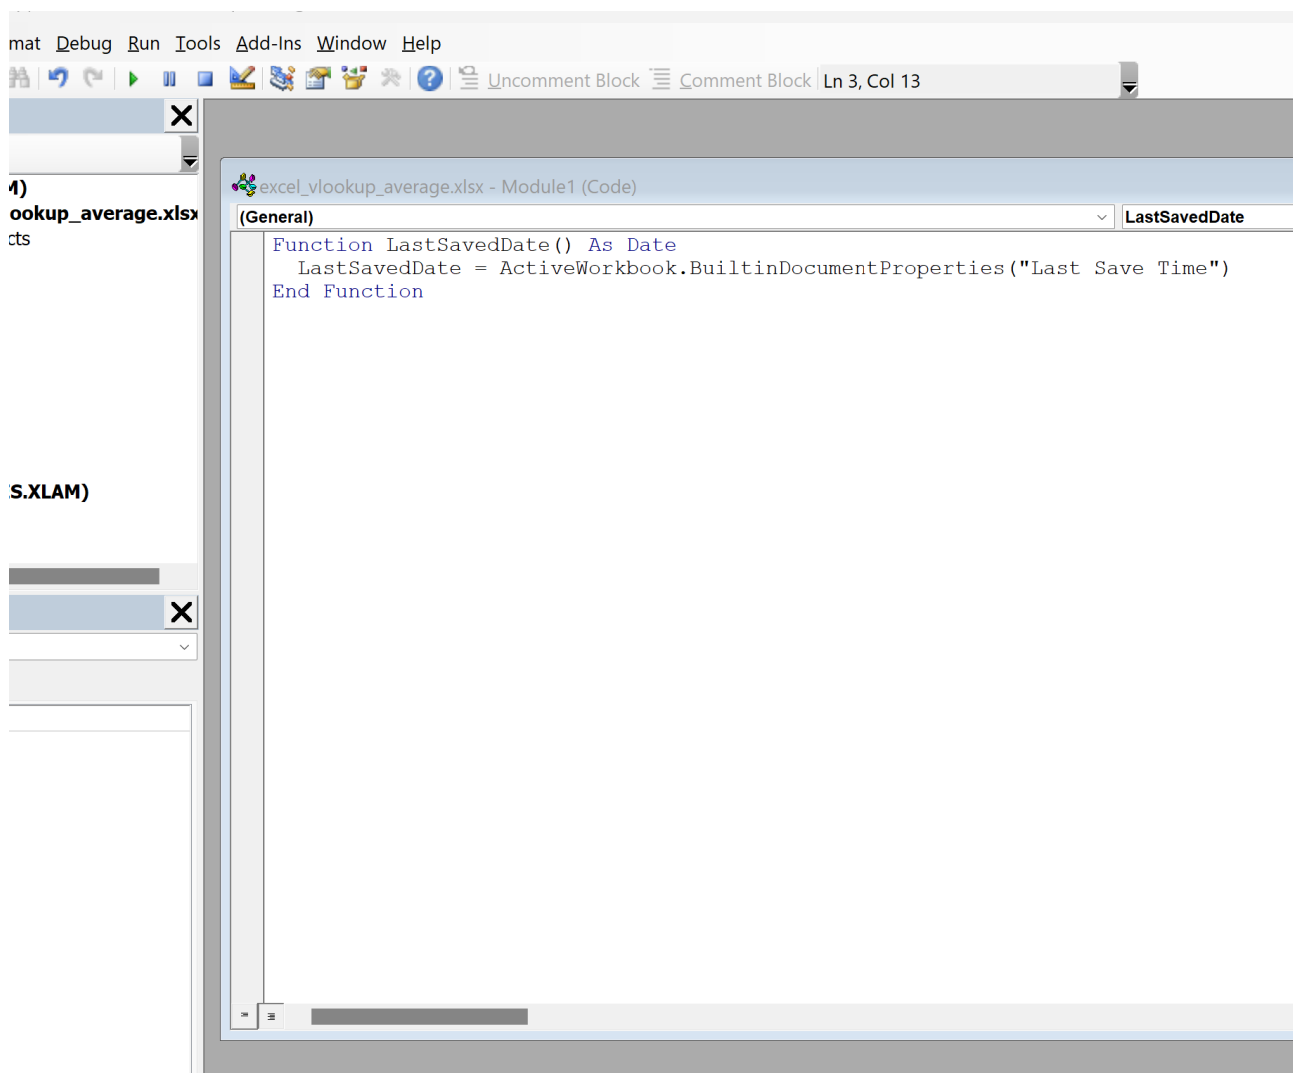 mat Debug Run Tools Add-Ins Window Help
Uncomment Block Comment Block Ln 3, Col 13
M)
ookup_average.xlsx
cts
S.XLAM)
excel_vlookup_average.xlsx - Module1 (Code)
(General) LastSavedDate
Function LastSavedDate() As Date
LastSavedDate = ActiveWorkbook.BuiltinDocumentProperties("Last Save Time")
End Function